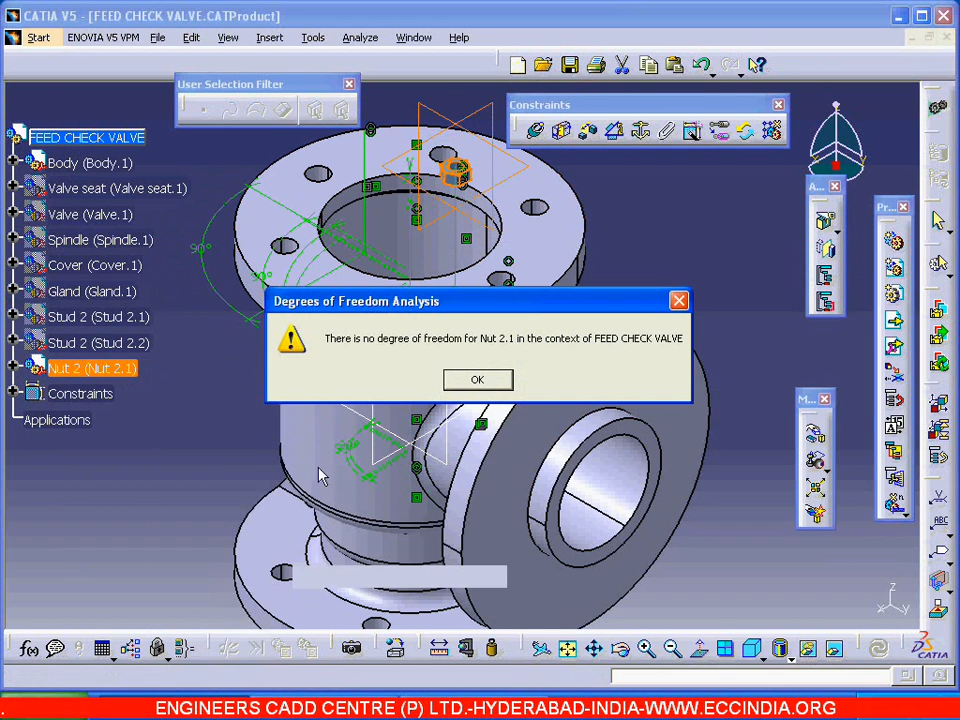 CATIA V5 - [FEED CHECK VALVE.CATProduct]
Start ENOVIA V5 VPM File Edit View Insert Tools Analyze Window Help
User Selection Filter
Constraints
FEED CHECK VALVE
Body (Body.1)
Valve seat (Valve seat.1)
Valve (Valve.1)
Spindle (Spindle.1)
Cover (Cover.1)
Gland (Gland.1)
Stud 2 (Stud 2.1)
Stud 2 (Stud 2.2)
Nut 2 (Nut 2.1)
Constraints
Applications
A...
Pr...
M...
90°
90°
Degrees of Freedom Analysis
There is no degree of freedom for Nut 2.1 in the context of FEED CHECK VALVE
OK
15
ABC
z
x
y
f(x)
CATIA
ENGINEERS CADD CENTRE (P) LTD.-HYDERABAD-INDIA-WWW.ECCINDIA.ORG